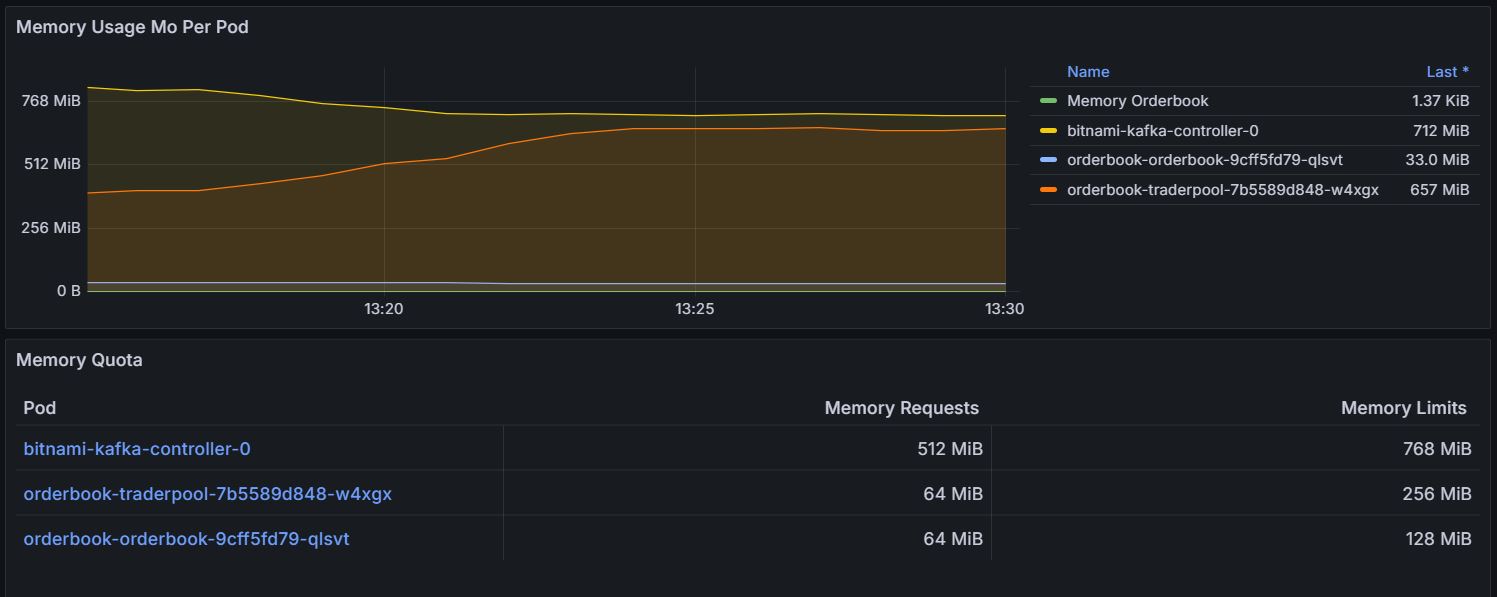 Memory Usage Mo Per Pod
Name Last *
768 MiB
Memory Orderbook 1.37 KiB
bitnami-kafka-controller-0 712 MiB
512 MiB
orderbook-orderbook-9cff5fd79-qlsvt 33.0 MiB
orderbook-traderpool-7b5589d848-w4xgx 657 MiB
256 MiB
0 B
13:20 13:25 13:30
Memory Quota
Pod Memory Requests Memory Limits
bitnami-kafka-controller-0 512 MiB 768 MiB
orderbook-traderpool-7b5589d848-w4xgx 64 MiB 256 MiB
orderbook-orderbook-9cff5fd79-qlsvt 64 MiB 128 MiB